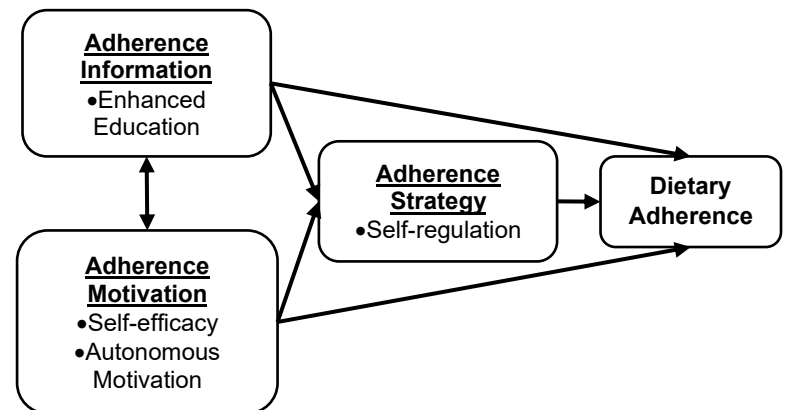 Adherence
Information
•Enhanced
Education
Adherence
Strategy
•Self-regulation
Dietary
Adherence
Adherence
Motivation
•Self-efficacy
•Autonomous
Motivation